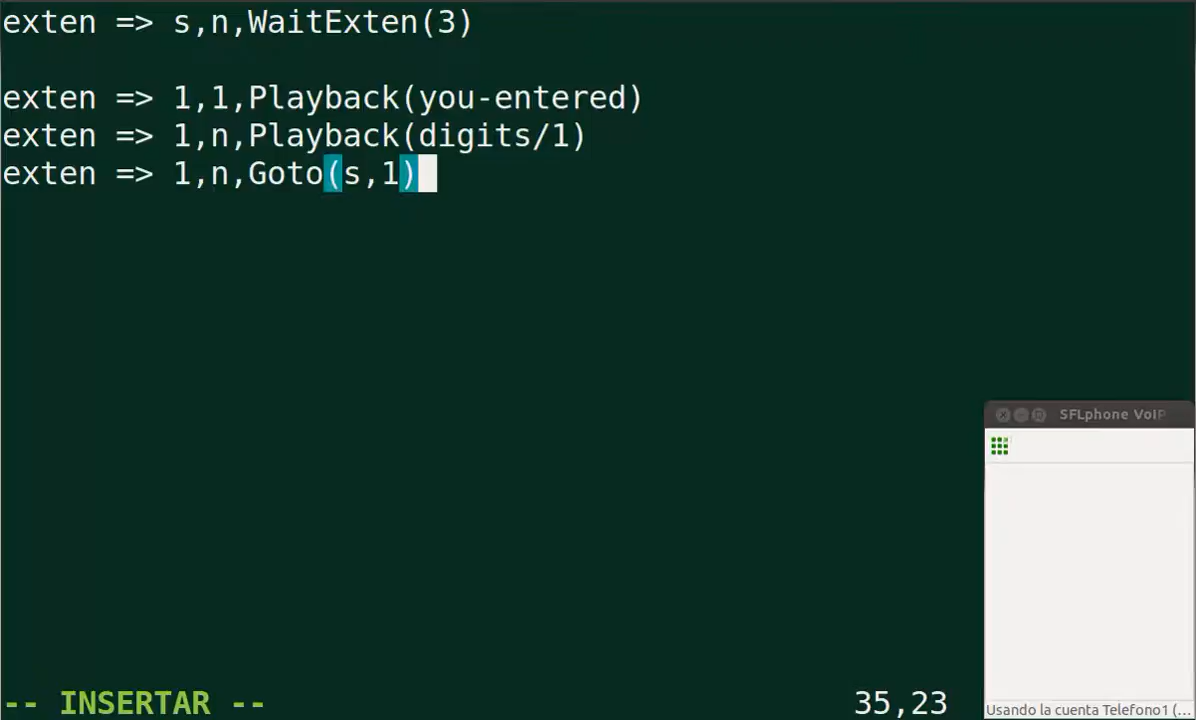 exten => s,n,WaitExten(3)
exten => 1,1,Playback(you-entered)
exten => 1,n,Playback(digits/1)
exten => 1,n,Goto(s,1)
SFLphone VoIP
Usando la cuenta Telefono1 (...
-- INSERTAR -- 35,23